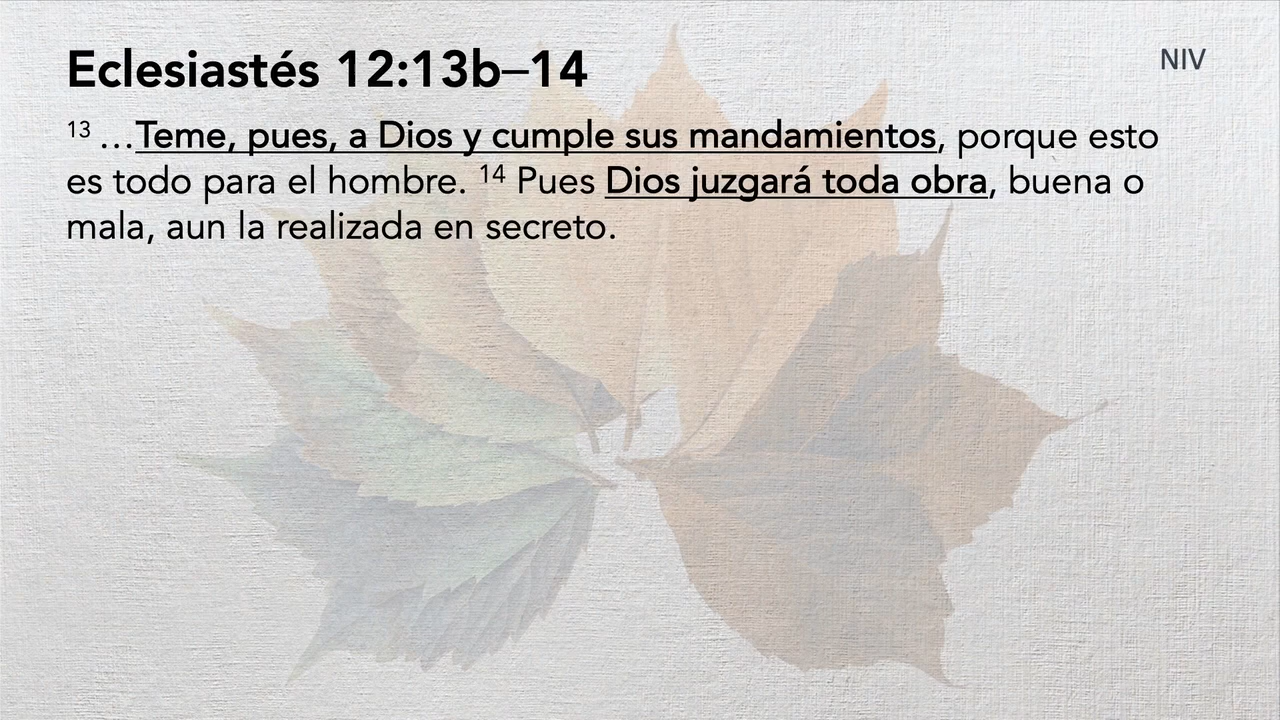 Eclesiastés 12:13b–14
NIV
13 …Teme, pues, a Dios y cumple sus mandamientos, porque esto
es todo para el hombre. 14 Pues Dios juzgará toda obra, buena o
mala, aun la realizada en secreto.